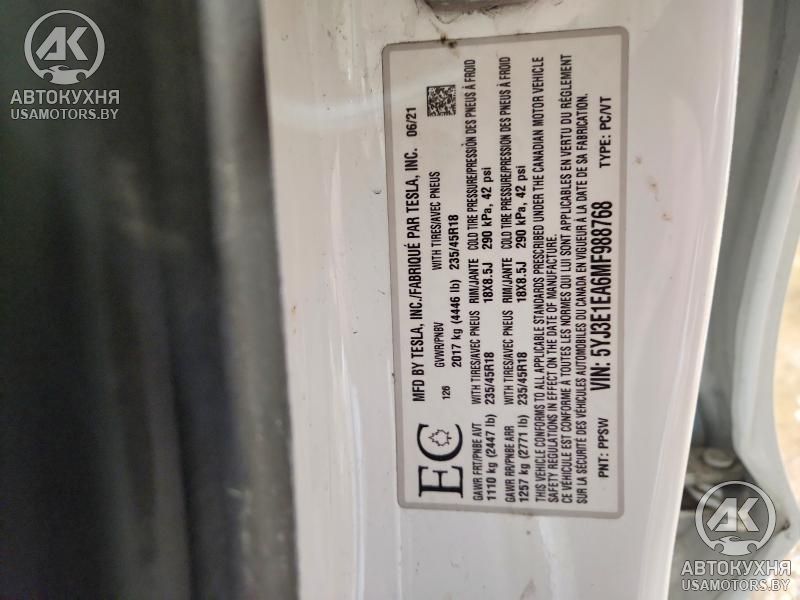 AK
АВТОКУХНЯ
USAMOTORS.BY
MFD BY TESLA, INC./FABRIQUÉ PAR TESLA, INC. 06/21
GVWR/PNBV WITH TIRES/AVEC PNEUS
126 2017 kg (4446 lb) 235/45R18
EC
GAWR FRT/PNBE AVT WITH TIRES/AVEC PNEUS RIM/JANTE COLD TIRE PRESSURE/PRESSION DES PNEUS À FROID
1110 kg (2447 lb) 235/45R18 18X8.5J 290 kPa, 42 psi
GAWR RR/PNBE ARR WITH TIRES/AVEC PNEUS RIM/JANTE COLD TIRE PRESSURE/PRESSION DES PNEUS À FROID
1257 kg (2771 lb) 235/45R18 18X8.5J 290 kPa, 42 psi
THIS VEHICLE CONFORMS TO ALL APPLICABLE STANDARDS PRESCRIBED UNDER THE CANADIAN MOTOR VEHICLE
SAFETY REGULATIONS IN EFFECT ON THE DATE OF MANUFACTURE.
CE VÉHICULE EST CONFORME À TOUTES LES NORMES QUI LUI SONT APPLICABLES EN VERTU DU RÈGLEMENT
SUR LA SÉCURITÉ DES VÉHICULES AUTOMOBILES DU CANADA EN VIGUEUR À LA DATE DE SA FABRICATION.
PNT: PPSW VIN: 5YJ3E1EA6MF988768 TYPE: PC/VT
AK
АВТОКУХНЯ
USAMOTORS.BY